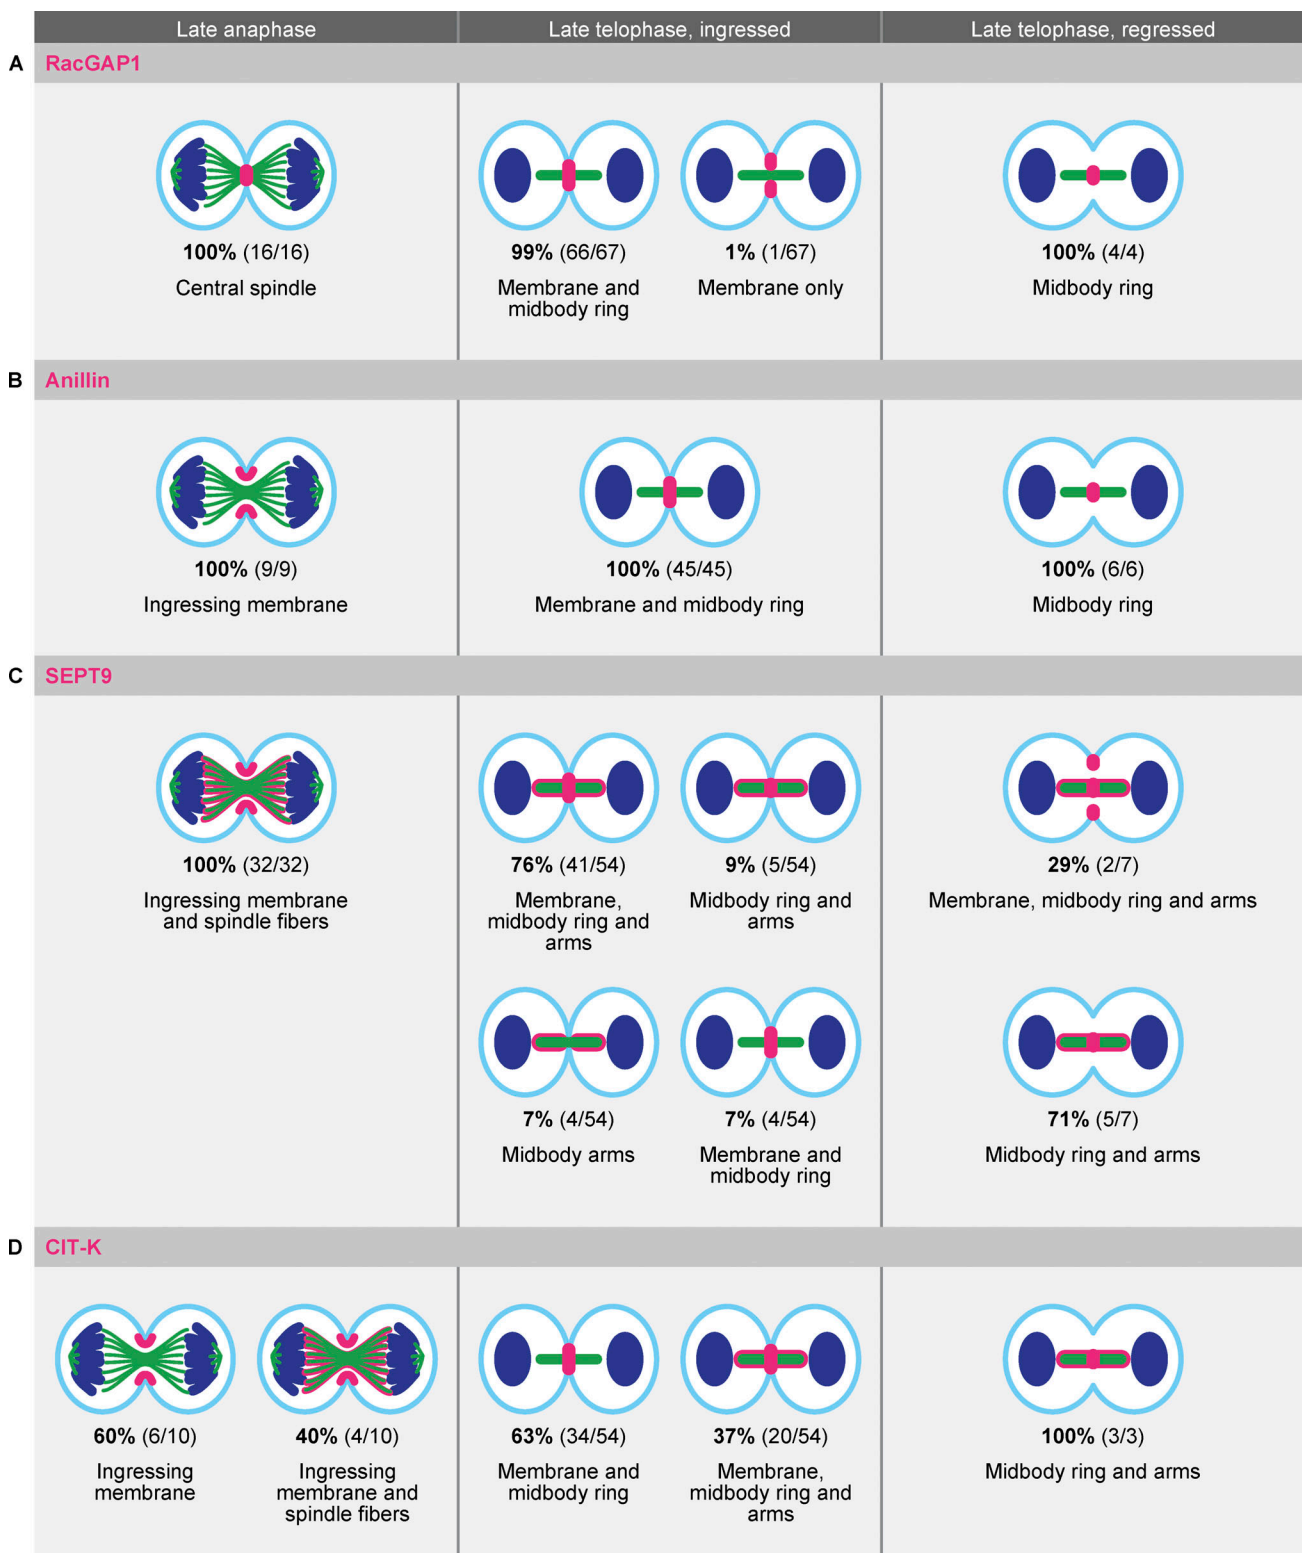 Late anaphase
Late telophase, ingressed
Late telophase, regressed
A
RacGAP1
100% (16/16)
Central spindle
99% (66/67)
Membrane and
midbody ring
1% (1/67)
Membrane only
100% (4/4)
Midbody ring
B
Anillin
100% (9/9)
Ingressing membrane
100% (45/45)
Membrane and midbody ring
100% (6/6)
Midbody ring
C
SEPT9
100% (32/32)
Ingressing membrane
and spindle fibers
76% (41/54)
Membrane,
midbody ring and
arms
9% (5/54)
Midbody ring and
arms
29% (2/7)
Membrane, midbody ring and arms
7% (4/54)
Midbody arms
7% (4/54)
Membrane and
midbody ring
71% (5/7)
Midbody ring and arms
D
CIT-K
60% (6/10)
Ingressing
membrane
40% (4/10)
Ingressing
membrane and
spindle fibers
63% (34/54)
Membrane and
midbody ring
37% (20/54)
Membrane,
midbody ring and
arms
100% (3/3)
Midbody ring and arms